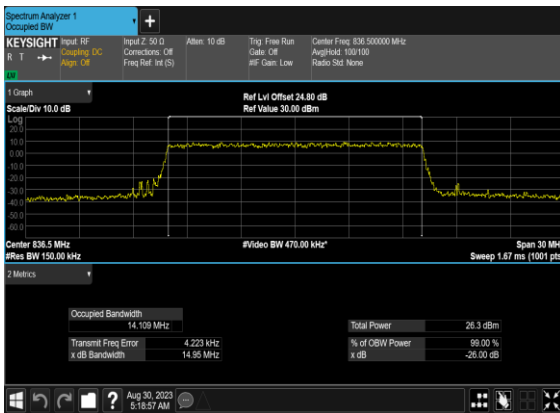 Spectrum Analyzer 1
Occupied BW
+
KEYSIGHT
R T
LV
Input: RF
Coupling: DC
Align: Off
Input Z: 50 Ω
Corrections: Off
Freq Ref: Int (S)
Atten: 10 dB
Trig: Free Run
Gate: Off
#IF Gain: Low
Center Freq: 836.500000 MHz
Avg|Hold: 100/100
Radio Std: None
1 Graph
Scale/Div 10.0 dB
Ref Lvl Offset 24.80 dB
Ref Value 30.00 dBm
Log
20.0
10.0
0.00
-10.0
-20.0
-30.0
-40.0
-50.0
-60.0
Center 836.5 MHz
#Res BW 150.00 kHz
#Video BW 470.00 kHz*
Span 30 MH
Sweep 1.67 ms (1001 pts
2 Metrics
Occupied Bandwidth
14.109 MHz
Transmit Freq Error 4.223 kHz
x dB Bandwidth 14.95 MHz
Total Power 26.3 dBm
% of OBW Power 99.00 %
x dB -26.00 dB
?
Aug 30, 2023
5:18:57 AM